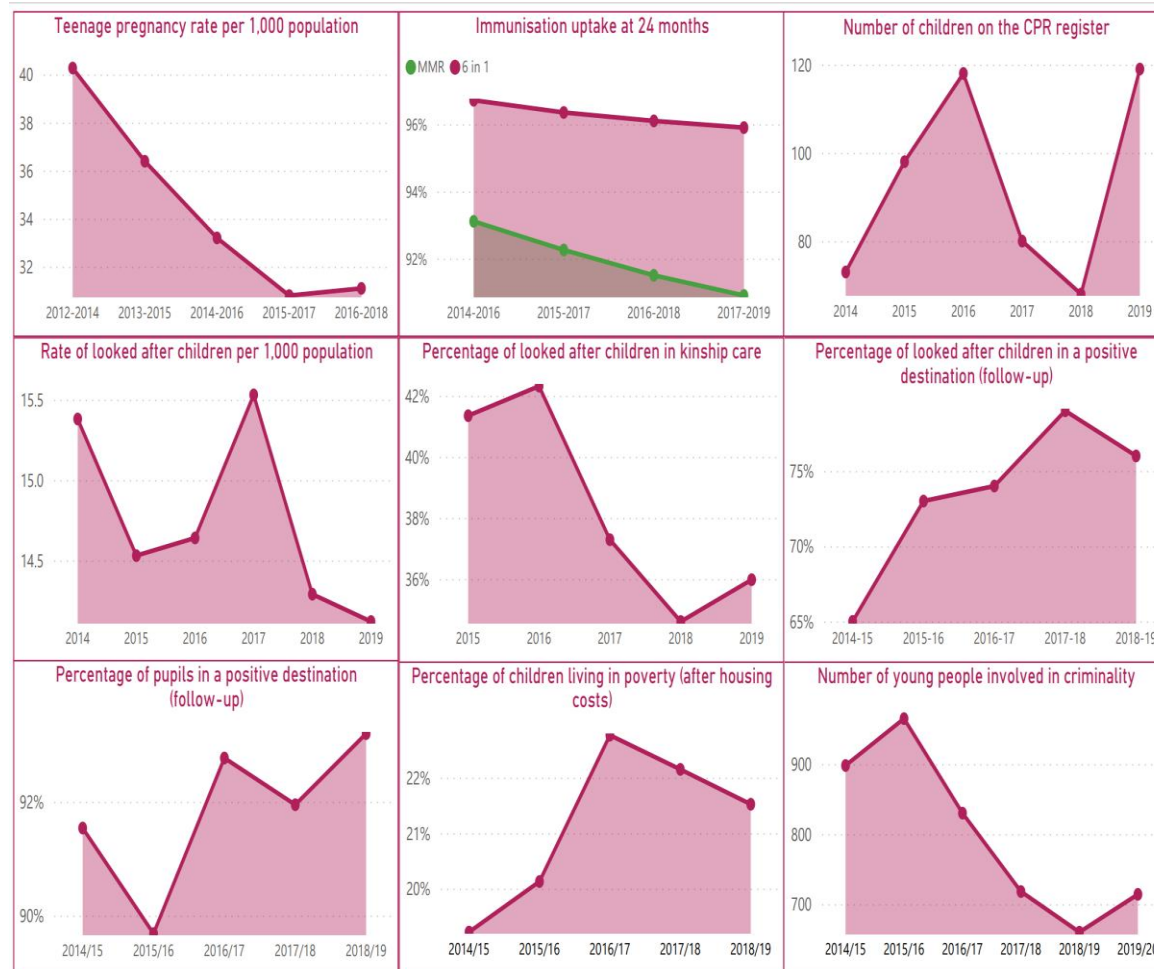 Teenage pregnancy rate per 1,000 population
40
38
36
34
32
2012-2014 2013-2015 2014-2016 2015-2017 2016-2018
Immunisation uptake at 24 months
MMR 6 in 1
96%
94%
92%
2014-2016 2015-2017 2016-2018 2017-2019
Number of children on the CPR register
120
100
80
2014 2015 2016 2017 2018 2019
Rate of looked after children per 1,000 population
15.5
15.0
14.5
2014 2015 2016 2017 2018 2019
Percentage of looked after children in kinship care
42%
40%
38%
36%
2015 2016 2017 2018 2019
Percentage of looked after children in a positive
destination (follow-up)
75%
70%
65%
2014-15 2015-16 2016-17 2017-18 2018-19
Percentage of pupils in a positive destination
(follow-up)
92%
90%
2014/15 2015/16 2016/17 2017/18 2018/19
Percentage of children living in poverty (after housing
costs)
22%
21%
20%
2014/15 2015/16 2016/17 2017/18 2018/19
Number of young people involved in criminality
900
800
700
2014/15 2015/16 2016/17 2017/18 2018/19 2019/20